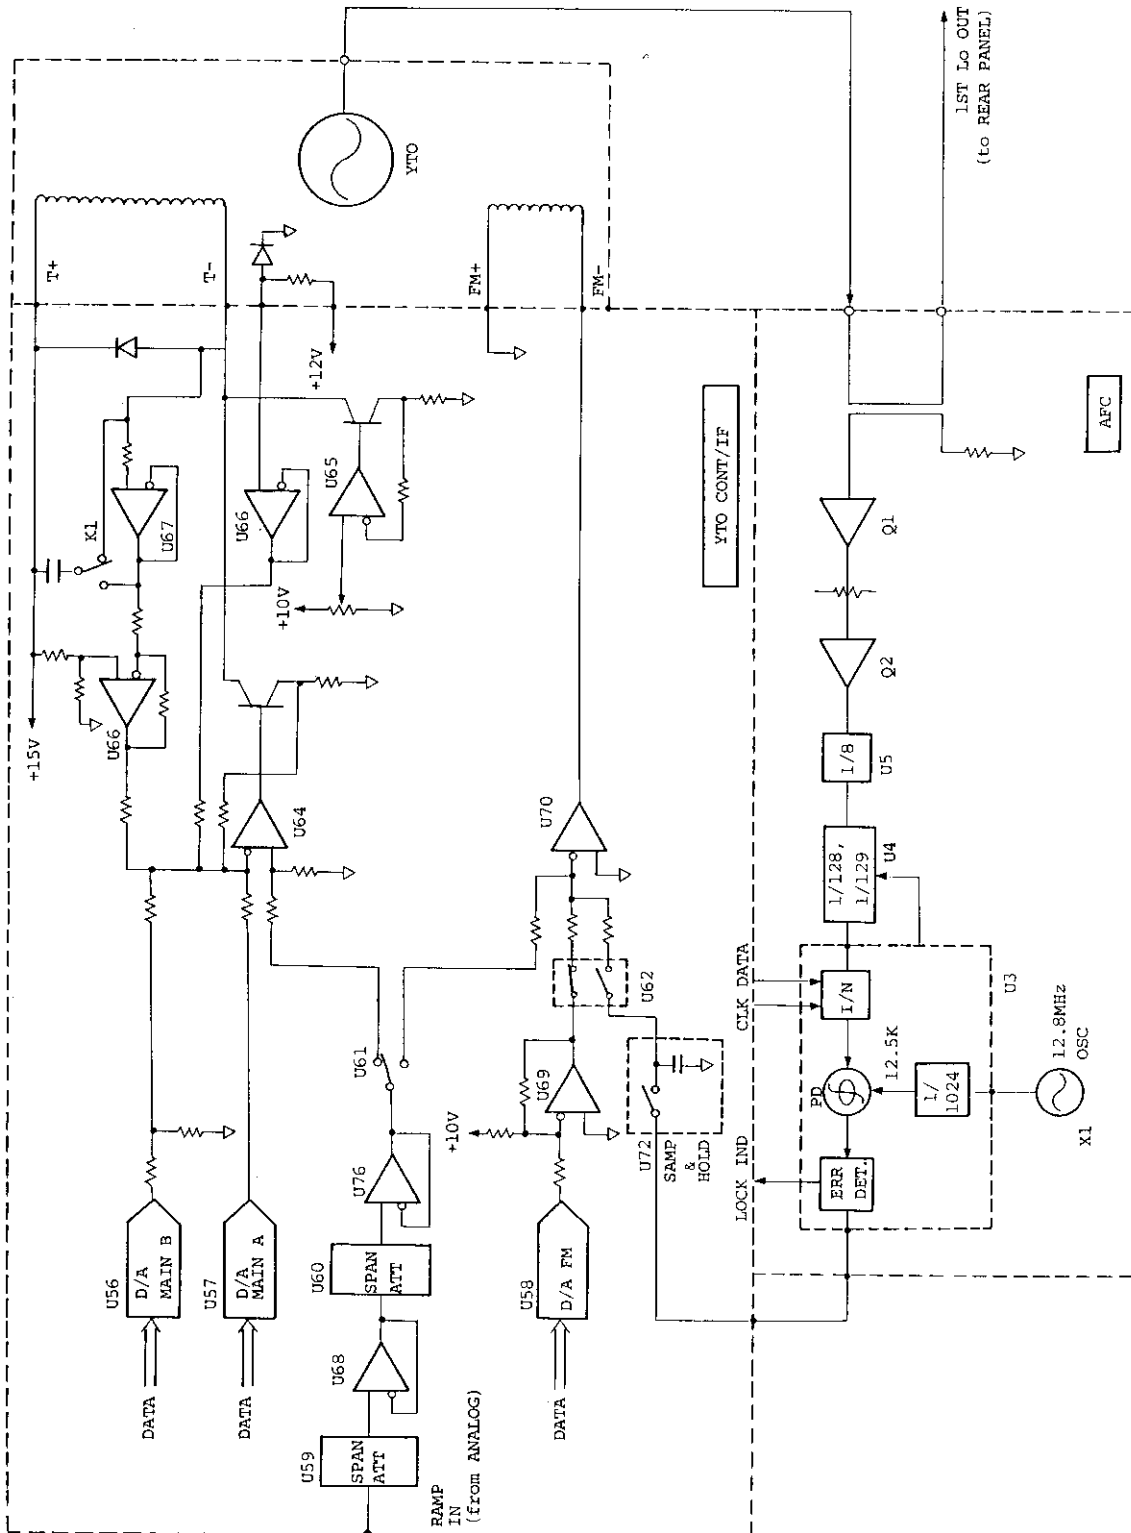 U56
D/A
MAIN B
DATA
U57
D/A
MAIN A
DATA
U59
SPAN
ATT
RAMP
IN
(from ANALOG)
U68
U60
SPAN
ATT
U76
U61
U58
D/A FM
DATA
+10V
U69
U72
SAMP
&
HOLD
U62
U70
U64
+15V
U66
K1
U67
U66
+10V
U65
+12V
T+
T-
FM+
FM-
YTO
YTO CONT/IF
1ST Lo OUT
(to REAR PANEL)
AFC
Q1
Q2
1/8
U5
1/128,
1/129
U4
CLK DATA
1/N
U3
12.5K
PD
1/
1024
12.8MHz
OSC
X1
LOCK IND
ERR
DET.